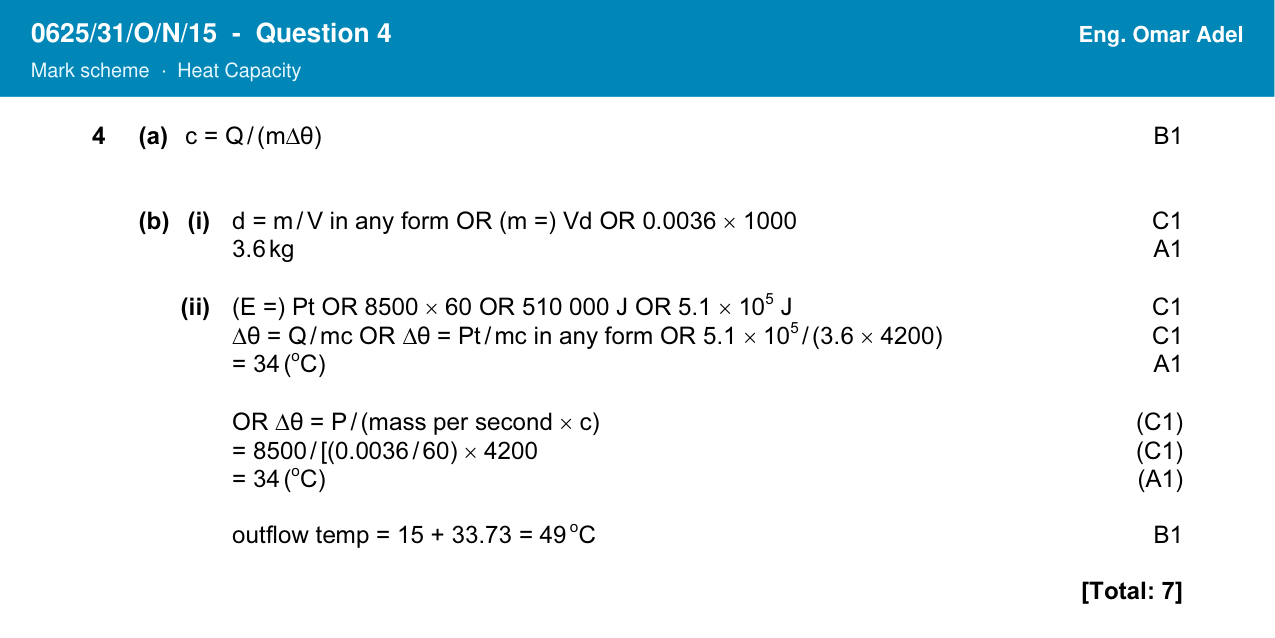 0625/31/O/N/15 - Question 4
Eng. Omar Adel
Mark scheme · Heat Capacity
4 (a) c = Q/(mΔθ) B1
(b) (i) d = m/V in any form OR (m =) Vd OR 0.0036 × 1000 C1
3.6 kg A1
(ii) (E =) Pt OR 8500 × 60 OR 510 000 J OR 5.1 × 10⁵ J C1
Δθ = Q/mc OR Δθ = Pt/mc in any form OR 5.1 × 10⁵/(3.6 × 4200) C1
= 34 (°C) A1
OR Δθ = P/(mass per second × c) (C1)
= 8500/[(0.0036/60) × 4200 (C1)
= 34 (°C) (A1)
outflow temp = 15 + 33.73 = 49 °C B1
[Total: 7]